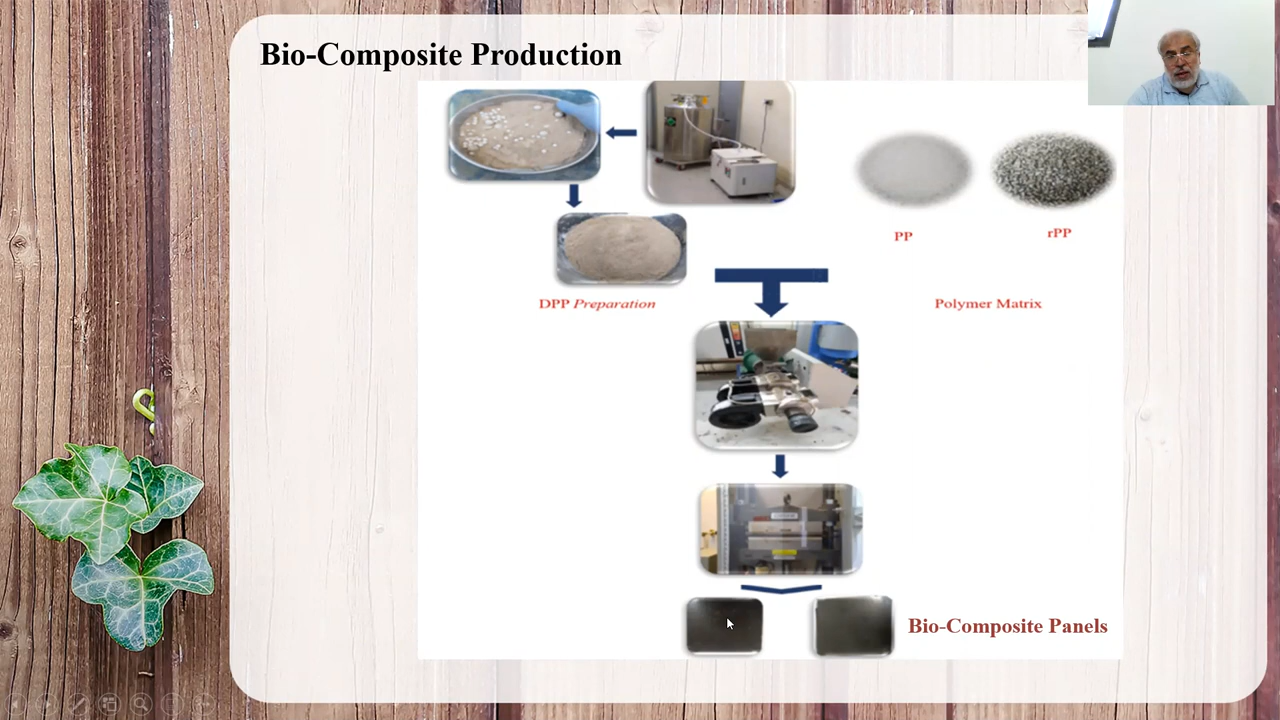 Bio-Composite Production
PP
rPP
DPP Preparation
Polymer Matrix
Bio-Composite Panels